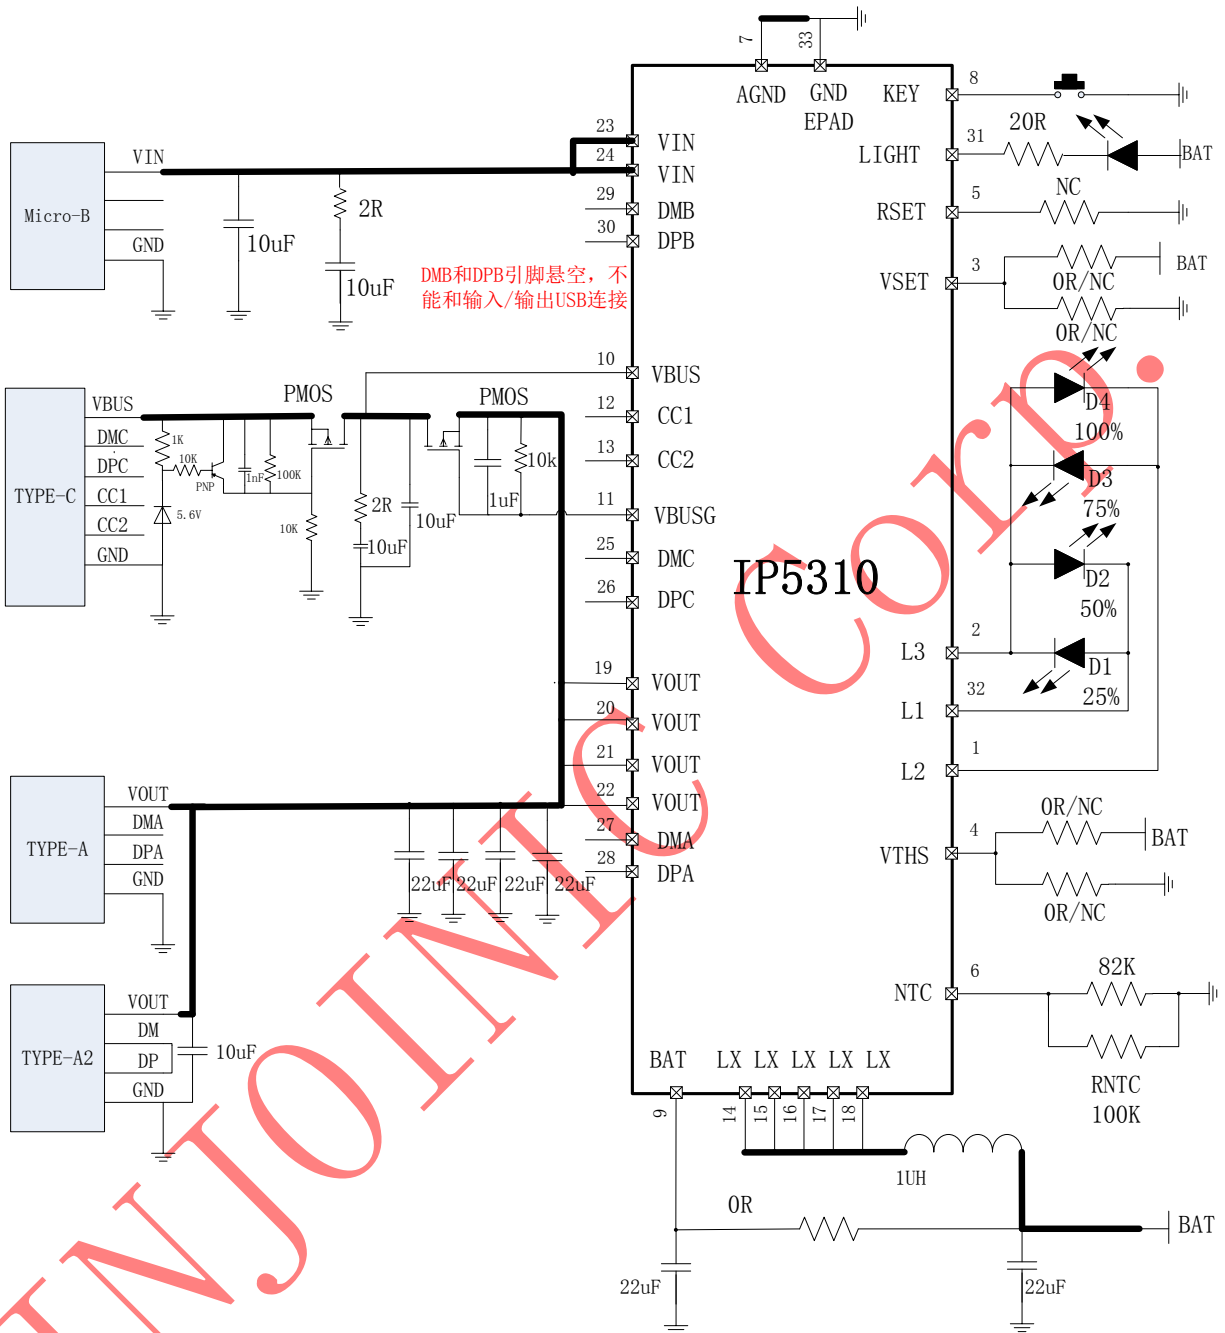 7
33
AGND
GND
EPAD
KEY
8
20R
31
LIGHT
BAT
NC
5
RSET
3
VSET
BAT
0R/NC
0R/NC
Micro-B
VIN
GND
10uF
2R
10uF
23
VIN
24
VIN
29
DMB
30
DPB
DMB和DPB引脚悬空，不
能和输入/输出USB连接
TYPE-C
VBUS
DMC
DPC
CC1
CC2
GND
1K
10K
PNP
5.6V
1nF
100K
10K
PMOS
PMOS
2R
10uF
10uF
1uF
10k
10
VBUS
12
CC1
13
CC2
11
VBUSG
25
DMC
26
DPC
IP5310
D4
100%
D3
75%
D2
50%
D1
25%
2
L3
32
L1
1
L2
19
VOUT
20
VOUT
21
VOUT
22
VOUT
27
DMA
28
DPA
TYPE-A
VOUT
DMA
DPA
GND
22uF
22uF
22uF
22uF
4
VTHS
0R/NC
BAT
0R/NC
TYPE-A2
VOUT
DM
DP
GND
10uF
6
NTC
82K
RNTC
100K
BAT
LX
LX
LX
LX
LX
9
14
15
16
17
18
1UH
0R
BAT
22uF
22uF
INJOINIC Corp.